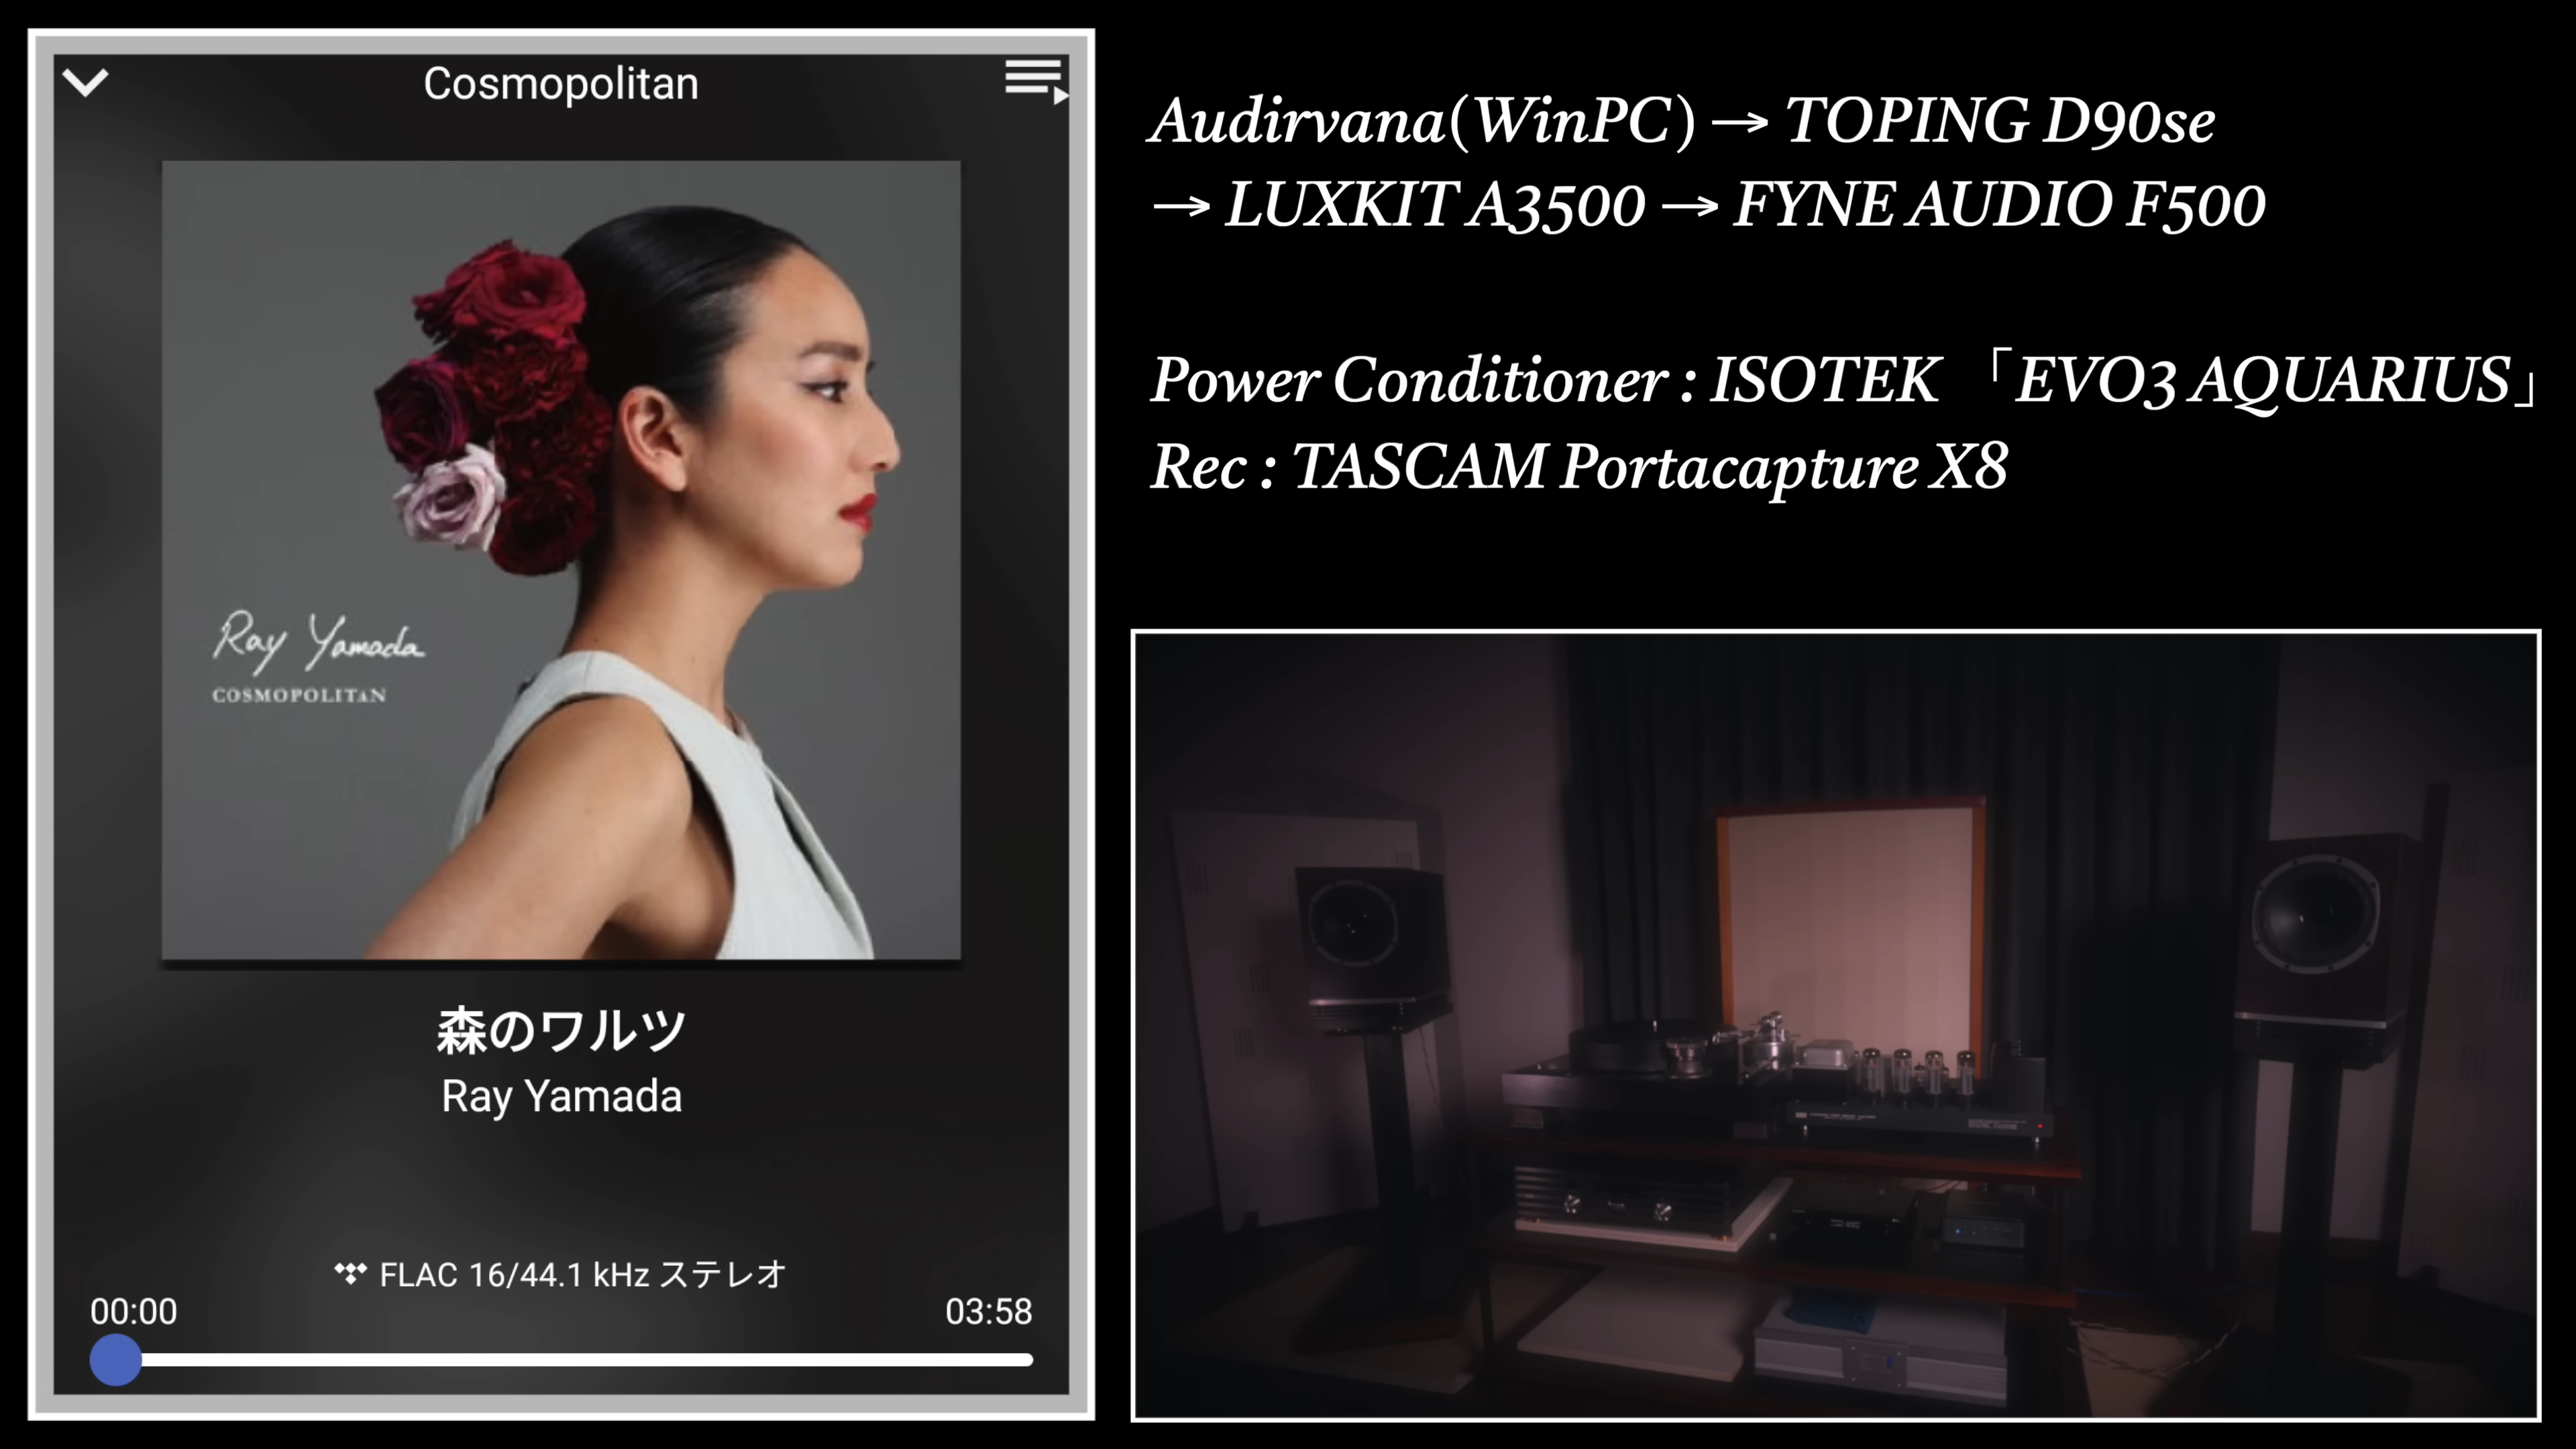 Cosmopolitan
Ray Yamada
COSMOPOLITAN
森のワルツ
Ray Yamada
FLAC 16/44.1 kHz ステレオ
00:00
03:58
Audirvana(WinPC) → TOPING D90se
→ LUXKIT A3500 → FYNE AUDIO F500
Power Conditioner : ISOTEK 「EVO3 AQUARIUS」
Rec : TASCAM Portacapture X8